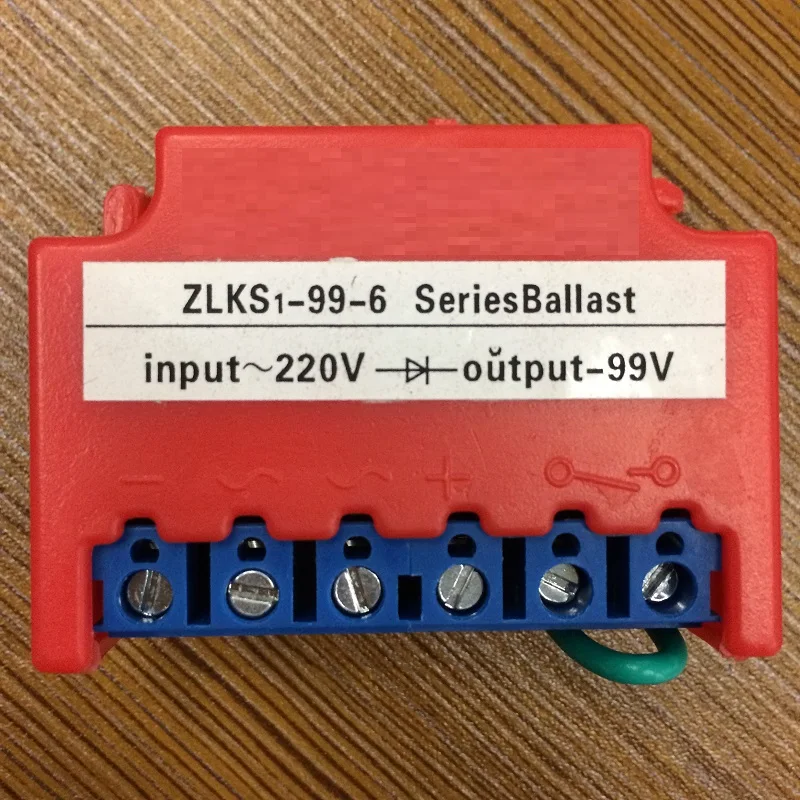 ZLKS1-99-6 SeriesBallast
input~220V output-99V
− ~ ~ +